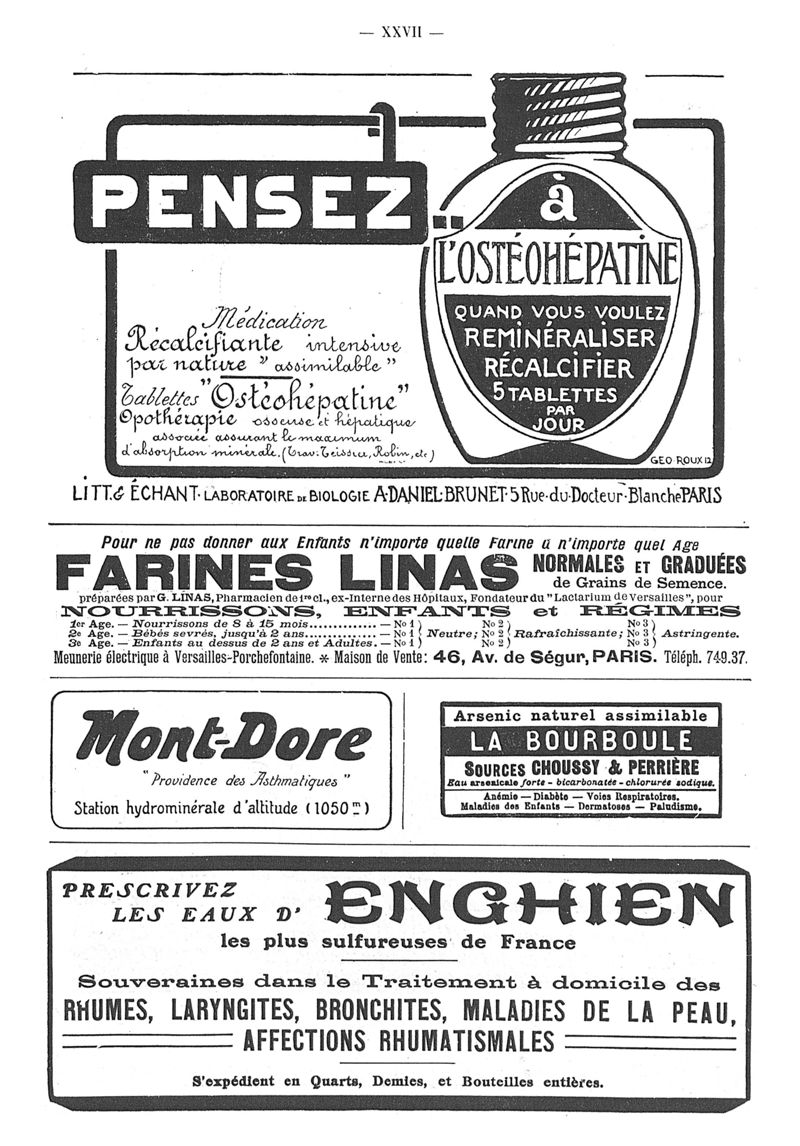 — XXVII —
PENSEZ
à
L'OSTÉOHÉPATINE
QUAND VOUS VOULEZ
REMINÉRALISER
RÉCALCIFIER
5 TABLETTES
PAR
JOUR
GEO ROUX 12
Médication
Récalcifiante intensive
par nature "assimilable"
Tablettes "Ostéohépatine"
Opothérapie osseuse et hépatique
associée assurant le maximum
d'absorption minérale. (Trav. Teissier, Robin, etc)
LITT. & ÉCHANT. LABORATOIRE DE BIOLOGIE A. DANIEL-BRUNET. 5 Rue. du. Docteur. Blanche PARIS
Pour ne pas donner aux Enfants n'importe quelle Farine à n'importe quel Age
FARINES LINAS NORMALES ET GRADUÉES
de Grains de Semence.
préparées par G. LINAS, Pharmacien de 1re cl., ex-Interne des Hôpitaux, Fondateur du "Lactarium de Versailles", pour
NOURRISSONS, ENFANTS et RÉGIMES
1er Age. — Nourrissons de 8 à 15 mois.............. — No 1 } No 2 } No 3 }
2e Age. — Bébés sevrés, jusqu'à 2 ans............... — No 1 } Neutre; No 2 } Rafraîchissante; No 3 } Astringente.
3e Age. — Enfants au dessus de 2 ans et Adultes. — No 1 } No 2 } No 3 }
Meunerie électrique à Versailles-Porchefontaine. * Maison de Vente: 46, Av. de Ségur, PARIS. Téléph. 749.37.
Mont-Dore
"Providence des Asthmatiques"
Station hydrominérale d'altitude (1050 m)
Arsenic naturel assimilable
LA BOURBOULE
SOURCES CHOUSSY & PERRIÈRE
Eau arsenicale forte - bicarbonatée - chlorurée sodique.
Anémie — Diabète — Voies Respiratoires.
Maladies des Enfants — Dermatoses — Paludisme.
PRESCRIVEZ
LES EAUX D'ENGHIEN
les plus sulfureuses de France
Souveraines dans le Traitement à domicile des
RHUMES, LARYNGITES, BRONCHITES, MALADIES DE LA PEAU,
AFFECTIONS RHUMATISMALES
S'expédient en Quarts, Demies, et Bouteilles entières.